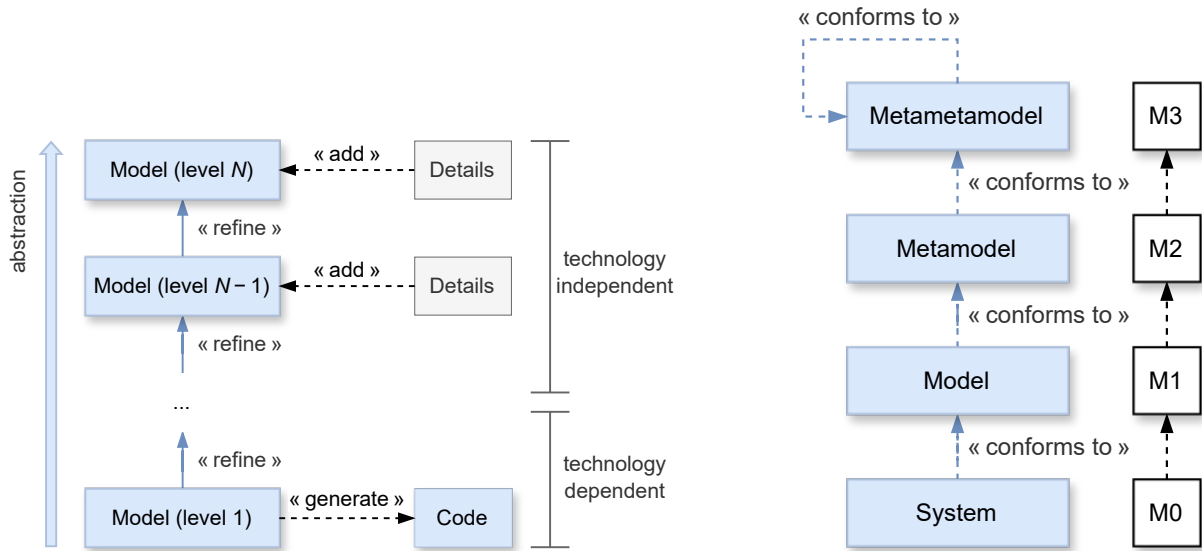 abstraction
Model (level N)
« add »
Details
« refine »
Model (level N − 1)
« add »
Details
« refine »
...
« refine »
Model (level 1)
« generate »
Code
technology
independent
technology
dependent
« conforms to »
Metametamodel
M3
« conforms to »
Metamodel
M2
« conforms to »
Model
M1
« conforms to »
System
M0